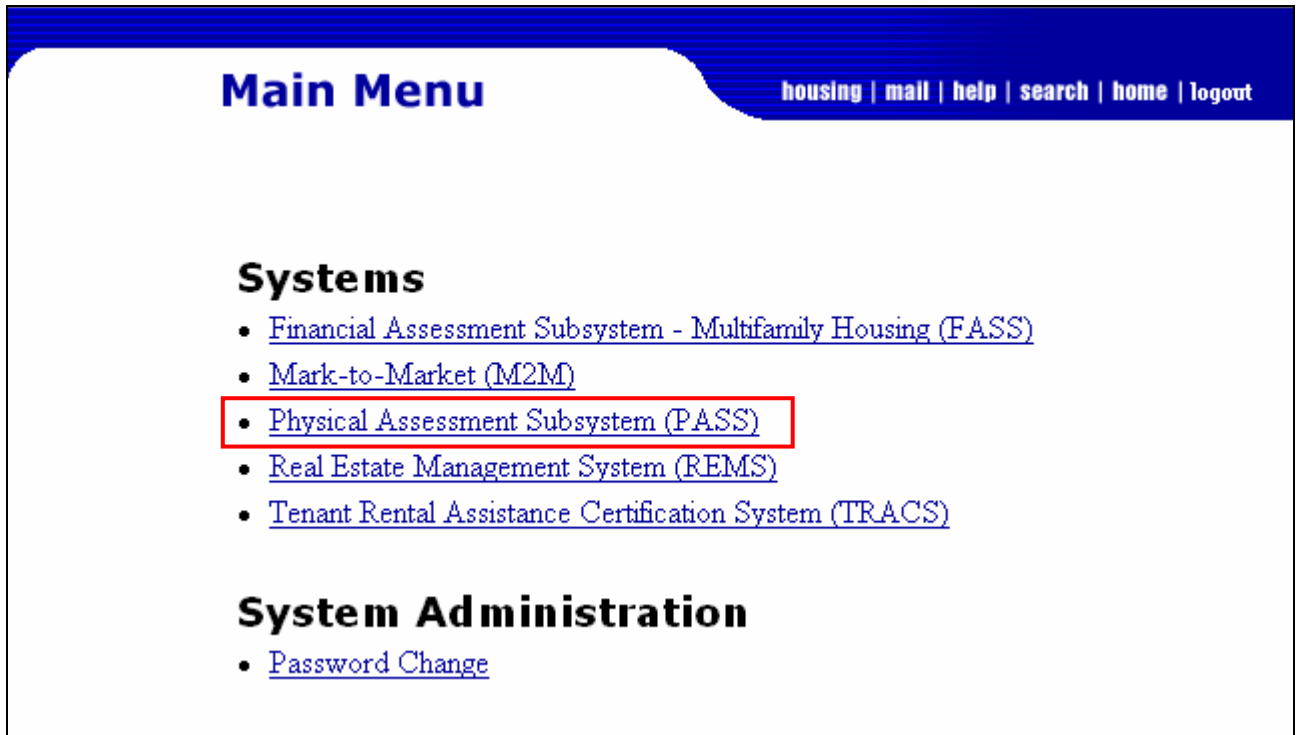 Main Menu
housing | mail | help | search | home | logout
Systems
• Financial Assessment Subsystem - Multifamily Housing (FASS)
• Mark-to-Market (M2M)
• Physical Assessment Subsystem (PASS)
• Real Estate Management System (REMS)
• Tenant Rental Assistance Certification System (TRACS)
System Administration
• Password Change